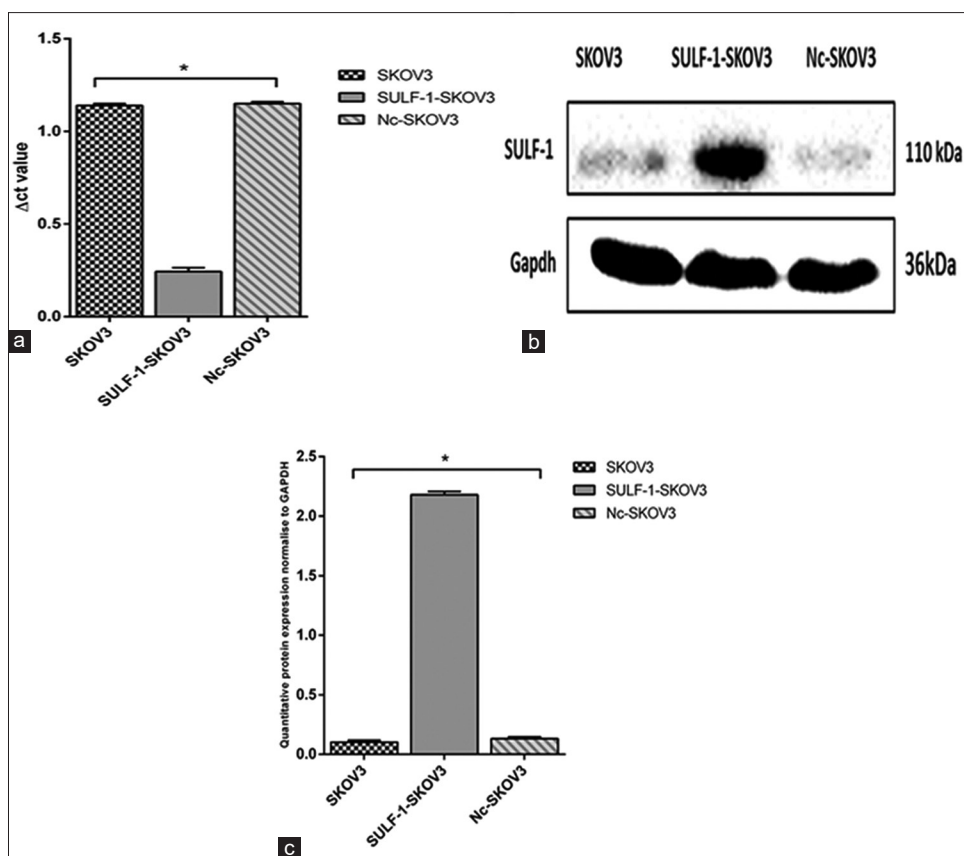 1.5
1.0
0.5
0.0
Δct value
*
SKOV3
SULF-1-SKOV3
Nc-SKOV3
SKOV3
SULF-1-SKOV3
Nc-SKOV3
a
SKOV3 SULF-1-SKOV3 Nc-SKOV3
SULF-1 110 kDa
Gapdh 36kDa
b
2.5
2.0
1.5
1.0
0.5
0.0
Quantitative protein expression normalise to GAPDH
*
SKOV3
SULF-1-SKOV3
Nc-SKOV3
SKOV3
SULF-1-SKOV3
Nc-SKOV3
c